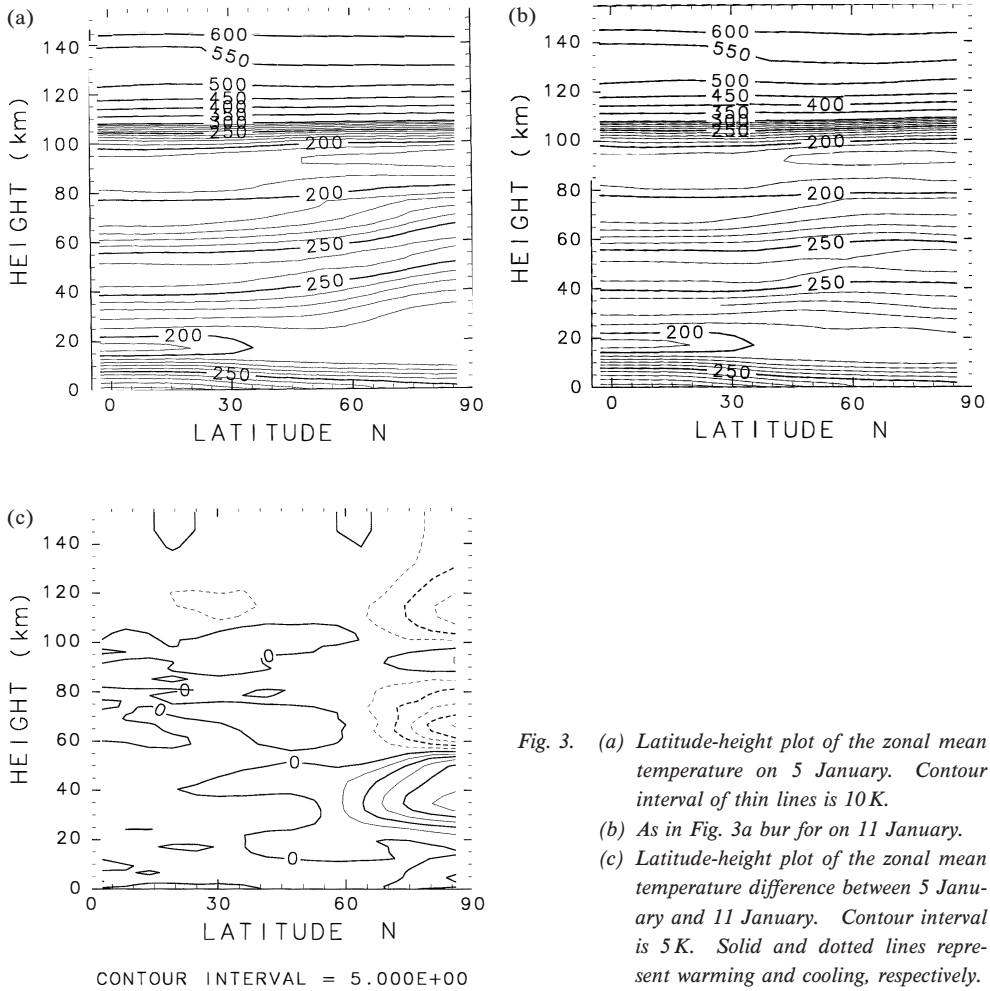 (a)
600
550
500
450
400
350
300
250
200
200
250
250
200
250
140
120
100
80
60
40
20
0
HEIGHT (km)
0 30 60 90
LATITUDE N
(b)
600
550
500
450
400
350
300
250
200
200
250
250
200
250
140
120
100
80
60
40
20
0
HEIGHT (km)
0 30 60 90
LATITUDE N
(c)
140
120
100
80
60
40
20
0
HEIGHT (km)
0
0
0
0
0
0 30 60 90
LATITUDE N
CONTOUR INTERVAL = 5.000E+00
Fig. 3. (a) Latitude-height plot of the zonal mean
temperature on 5 January. Contour
interval of thin lines is 10 K.
(b) As in Fig. 3a bur for on 11 January.
(c) Latitude-height plot of the zonal mean
temperature difference between 5 Janu-
ary and 11 January. Contour interval
is 5 K. Solid and dotted lines repre-
sent warming and cooling, respectively.